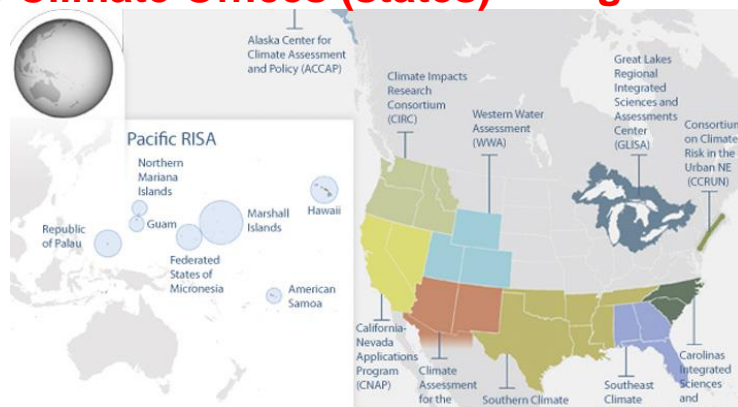 Climate Offices (States)
Alaska Center for
Climate Assessment
and Policy (ACCAP)
Climate Impacts
Research
Consortium
(CIRC)
Western Water
Assessment
(WWA)
Great Lakes
Regional
Integrated
Sciences and
Assessments
Center
(GLISA)
Consortium
on Climate
Risk in the
Urban NE
(CCRUN)
Pacific RISA
Northern
Mariana
Islands
Guam
Republic
of Palau
Federated
States of
Micronesia
Marshall
Islands
Hawaii
American
Samoa
California-
Nevada
Applications
Program
(CNAP)
Climate
Assessment
for the
Southern Climate
Southeast
Climate
Carolinas
Integrated
Sciences
and